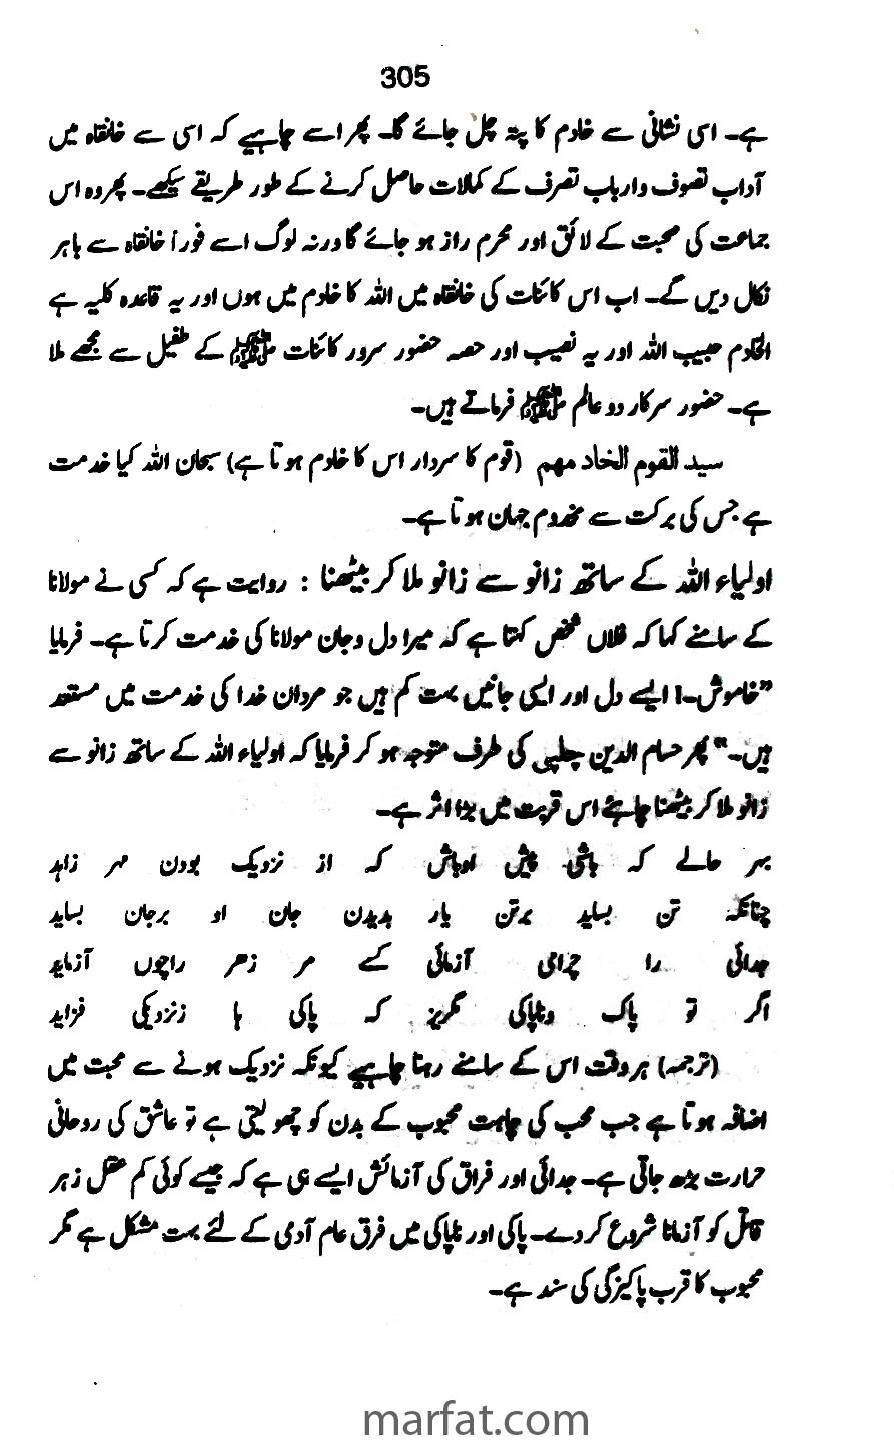 305
ہے۔ اسی نشانی سے خادم کا پتہ چل جائے گا۔ پھر اسے چاہیے کہ اسی سے خانقاہ میں
آداب تصوف و ارباب تصرف کے کمالات حاصل کرنے کے طور طریقے سیکھے۔ پھر وہ اس
جماعت کی صحبت کے لائق اور محرم راز ہو جائے گا ورنہ لوگ اسے فوراً خانقاہ سے باہر
نکال دیں گے۔ اب اس کائنات کی خانقاہ میں اللہ کا خادم میں ہوں اور یہ قاعدہ کلیہ ہے
الخادم حبیب اللہ اور یہ نصیب اور حصہ حضور سرور کائنات ﷺ کے طفیل سے مجھے ملا
ہے۔ حضور سرکار دو عالم ﷺ فرماتے ہیں۔
سید القوم الخاد مھم (قوم کا سردار اس کا خادم ہوتا ہے) سبحان اللہ کیا خدمت
ہے جس کی برکت سے مخدوم جہان ہوتا ہے۔
اولیاء اللہ کے ساتھ زانو سے زانو ملا کر بیٹھنا : روایت ہے کہ کسی نے مولانا
کے سامنے کہا کہ فلاں شخص کہتا ہے کہ میرا دل و جان مولانا کی خدمت کرتا ہے۔ فرمایا
”خاموش۔! ایسے دل اور ایسی جانیں بہت کم ہیں جو مردان خدا کی خدمت میں مستعد
ہیں۔“ پھر حسام الدین چلپی کی طرف متوجہ ہو کر فرمایا کہ اولیاء اللہ کے ساتھ زانو سے
زانو ملا کر بیٹھنا چاہئے اس قربت میں بڑا اثر ہے۔
بہر حالے کہ باشی پیش اوباش کہ از نزدیک بودن مہر زاید
چنانکہ تن بساید برتن یار بدیدن جان او برجان بساید
جدائی را چرامی آزمائی کے مر زھر راچوں آزماید
اگر تو پاک وناپاکی مگریز کہ پاکی ہا زنزدیکی فزاید
(ترجمہ) ہر وقت اس کے سامنے رہنا چاہیے کیونکہ نزدیک ہونے سے محبت میں
اضافہ ہوتا ہے جب محب کی چاہت محبوب کے بدن کو چھو لیتی ہے تو عاشق کی روحانی
حرارت بڑھ جاتی ہے۔ جدائی اور فراق کی آزمائش ایسے ہی ہے کہ جیسے کوئی کم عقل زہر
قاتل کو آزمانا شروع کر دے۔ پاکی اور ناپاکی میں فرق عام آدمی کے لئے بہت مشکل ہے مگر
محبوب کا قرب پاکیزگی کی سند ہے۔
marfat.com